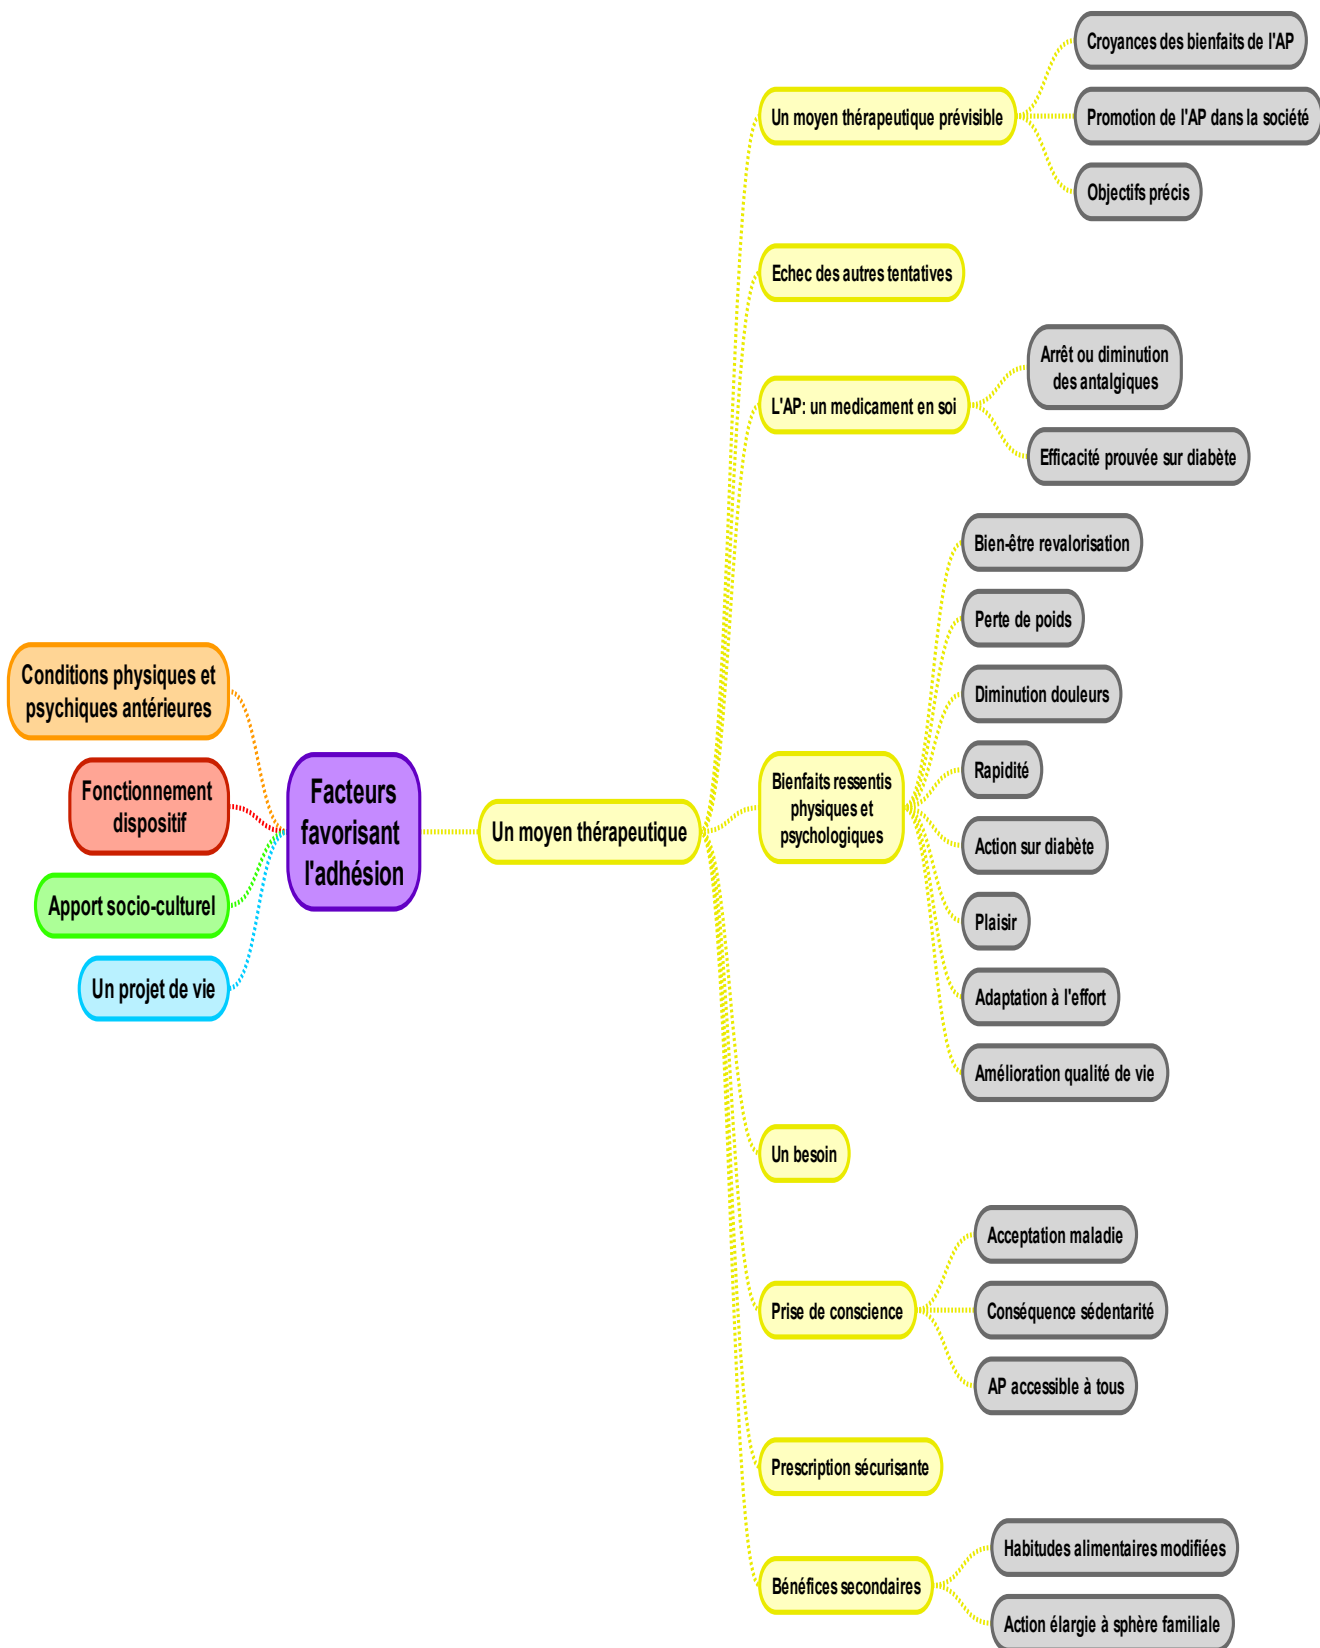 Conditions physiques et
psychiques antérieures
Fonctionnement
dispositif
Apport socio-culturel
Un projet de vie
Facteurs
favorisant
l'adhésion
Un moyen thérapeutique
Un moyen thérapeutique prévisible
Croyances des bienfaits de l'AP
Promotion de l'AP dans la société
Objectifs précis
Echec des autres tentatives
L'AP: un medicament en soi
Arrêt ou diminution
des antalgiques
Efficacité prouvée sur diabète
Bienfaits ressentis
physiques et
psychologiques
Bien-être revalorisation
Perte de poids
Diminution douleurs
Rapidité
Action sur diabète
Plaisir
Adaptation à l'effort
Amélioration qualité de vie
Un besoin
Prise de conscience
Acceptation maladie
Conséquence sédentarité
AP accessible à tous
Prescription sécurisante
Bénéfices secondaires
Habitudes alimentaires modifiées
Action élargie à sphère familiale